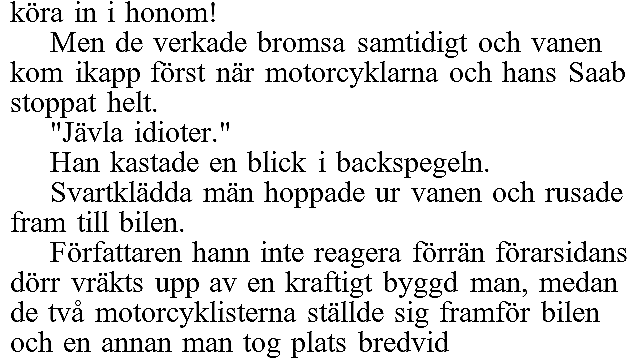 köra in i honom!
Men de verkade bromsa samtidigt och vanen
kom ikapp först när motorcyklarna och hans Saab
stoppat helt.
"Jävla idioter."
Han kastade en blick i backspegeln.
Svartklädda män hoppade ur vanen och rusade
fram till bilen.
Författaren hann inte reagera förrän förarsidans
dörr vräkts upp av en kraftigt byggd man, medan
de två motorcyklisterna ställde sig framför bilen
och en annan man tog plats bredvid